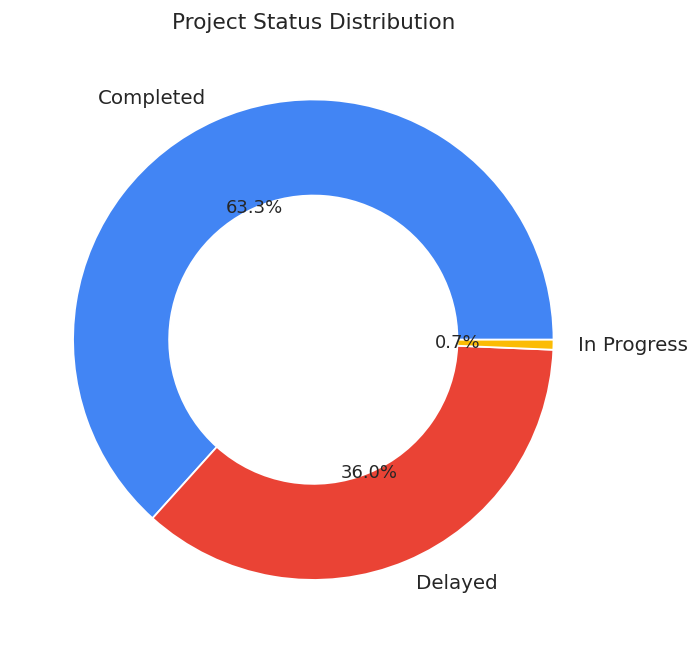 Project Status Distribution
Completed
63.3%
0.7%
In Progress
36.0%
Delayed